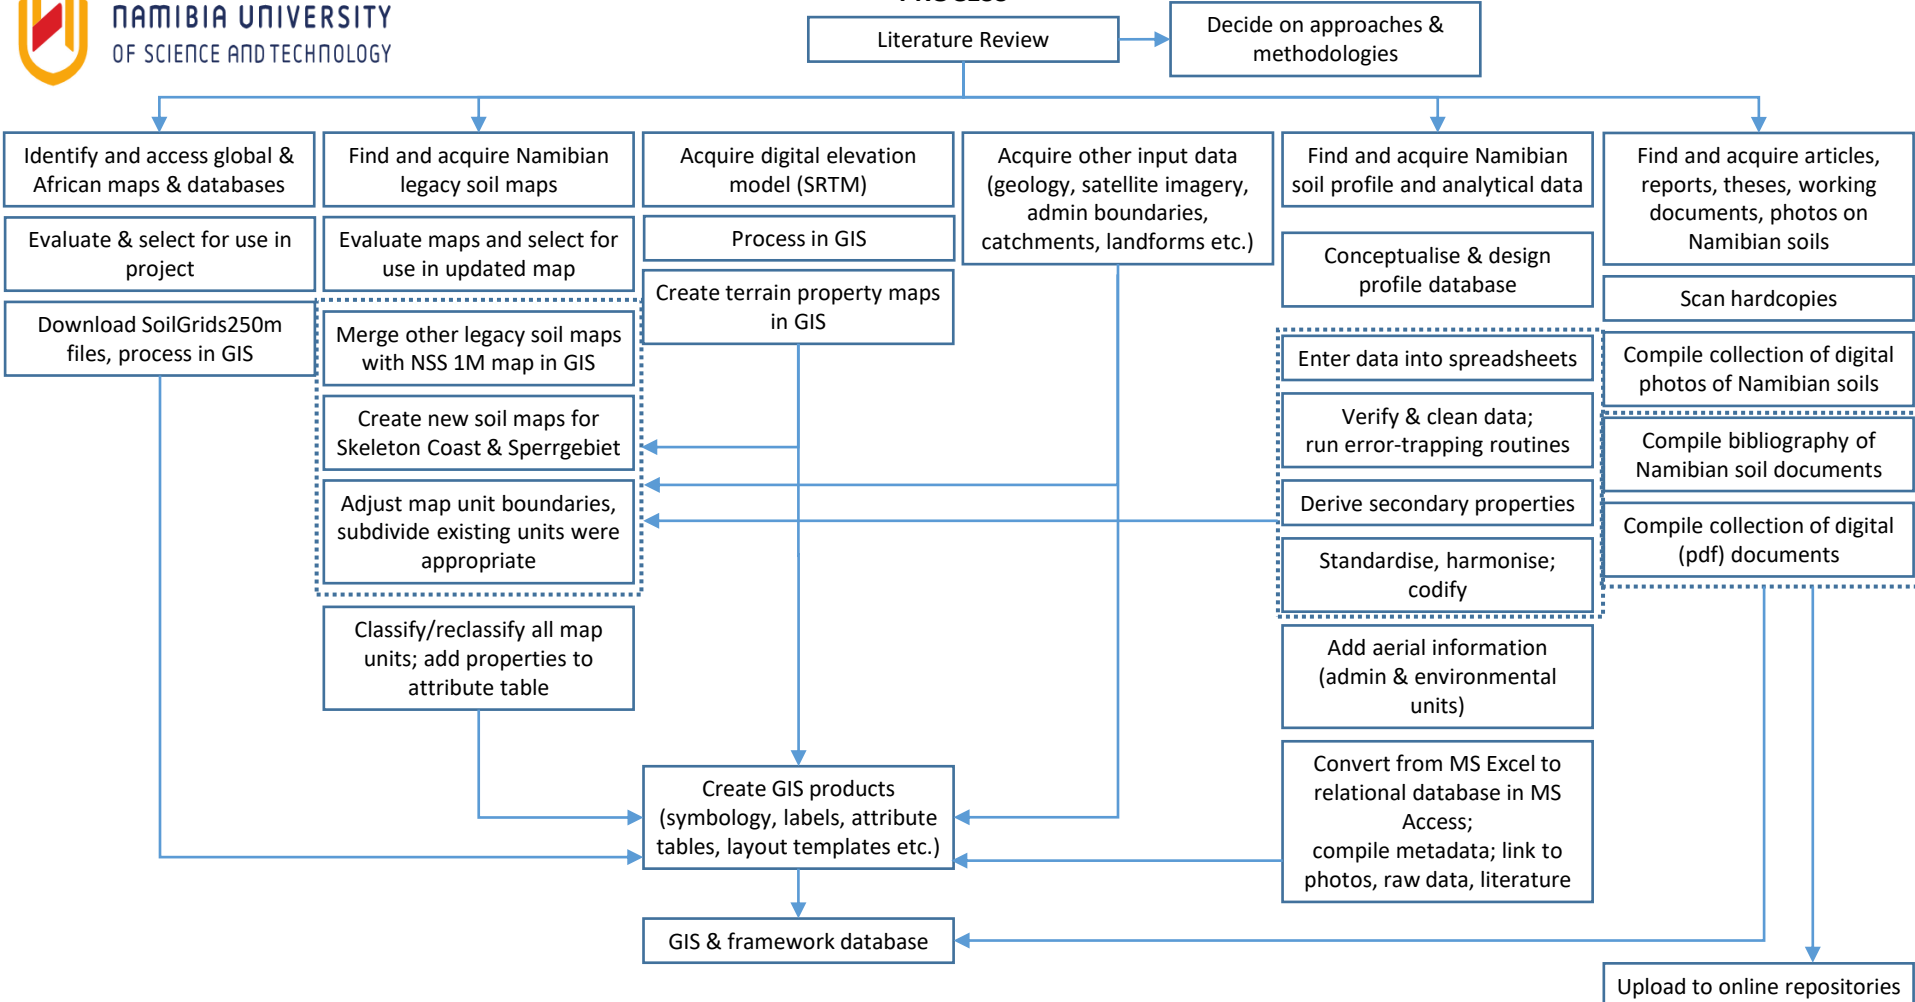 NAMIBIA UNIVERSITY
OF SCIENCE AND TECHNOLOGY
PROCESS
Literature Review
Decide on approaches &
methodologies
Identify and access global &
African maps & databases
Evaluate & select for use in
project
Download SoilGrids250m
files, process in GIS
Find and acquire Namibian
legacy soil maps
Evaluate maps and select for
use in updated map
Merge other legacy soil maps
with NSS 1M map in GIS
Create new soil maps for
Skeleton Coast & Sperrgebiet
Adjust map unit boundaries,
subdivide existing units were
appropriate
Classify/reclassify all map
units; add properties to
attribute table
Acquire digital elevation
model (SRTM)
Process in GIS
Create terrain property maps
in GIS
Acquire other input data
(geology, satellite imagery,
admin boundaries,
catchments, landforms etc.)
Find and acquire Namibian
soil profile and analytical data
Conceptualise & design
profile database
Enter data into spreadsheets
Verify & clean data;
run error-trapping routines
Derive secondary properties
Standardise, harmonise;
codify
Add aerial information
(admin & environmental
units)
Convert from MS Excel to
relational database in MS
Access;
compile metadata; link to
photos, raw data, literature
Find and acquire articles,
reports, theses, working
documents, photos on
Namibian soils
Scan hardcopies
Compile collection of digital
photos of Namibian soils
Compile bibliography of
Namibian soil documents
Compile collection of digital
(pdf) documents
Create GIS products
(symbology, labels, attribute
tables, layout templates etc.)
GIS & framework database
Upload to online repositories